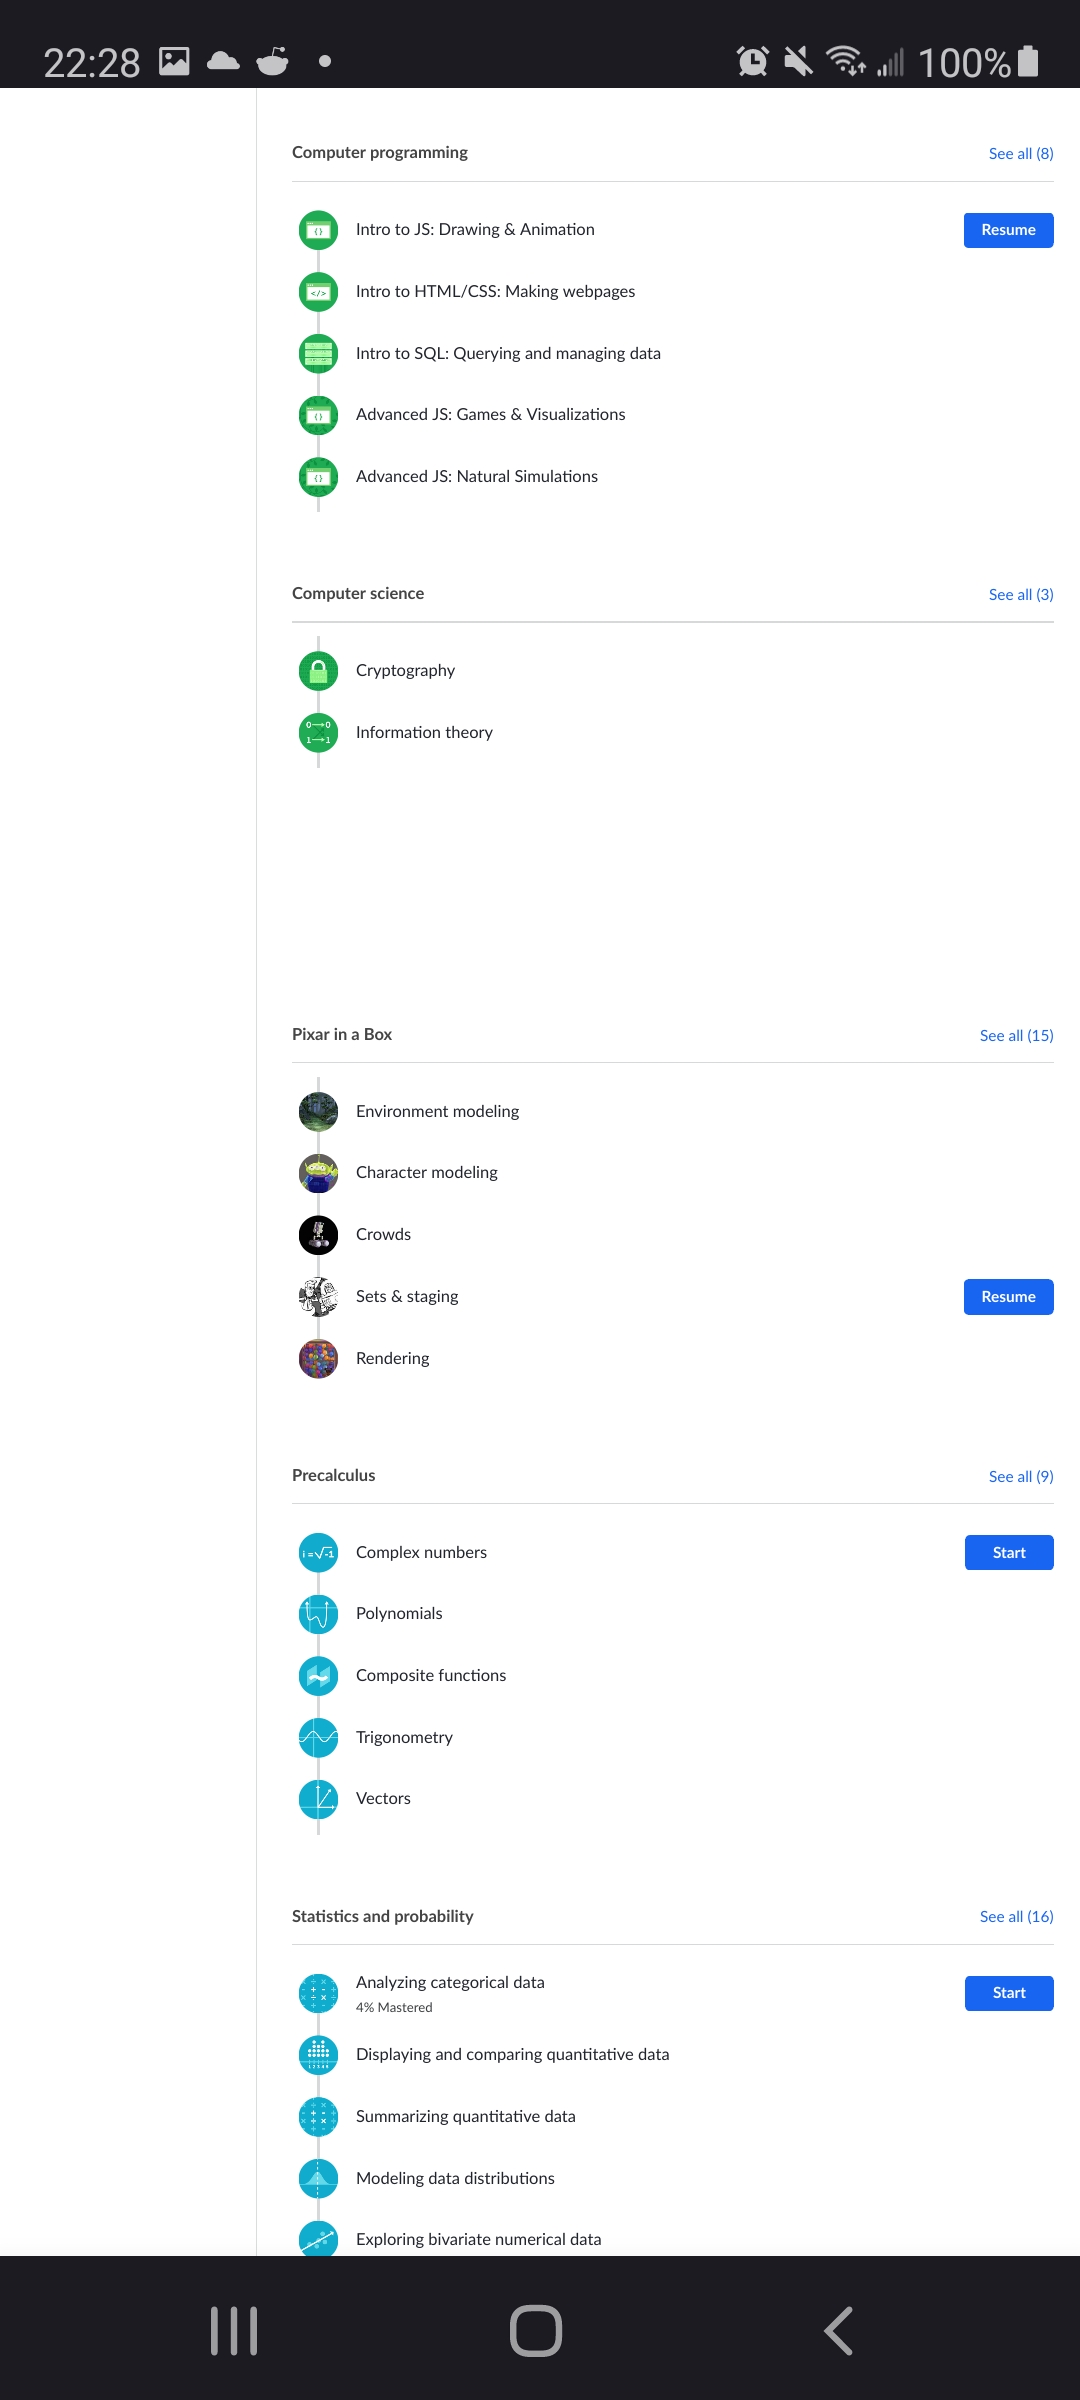 22:28
100%
Computer programming
See all (8)
Intro to JS: Drawing & Animation
Resume
Intro to HTML/CSS: Making webpages
Intro to SQL: Querying and managing data
Advanced JS: Games & Visualizations
Advanced JS: Natural Simulations
Computer science
See all (3)
Cryptography
0→0
1→1
Information theory
Pixar in a Box
See all (15)
Environment modeling
Character modeling
Crowds
Sets & staging
Resume
Rendering
Precalculus
See all (9)
i=√-1
Complex numbers
Start
Polynomials
Composite functions
Trigonometry
Vectors
Statistics and probability
See all (16)
Analyzing categorical data
4% Mastered
Start
Displaying and comparing quantitative data
Summarizing quantitative data
Modeling data distributions
Exploring bivariate numerical data